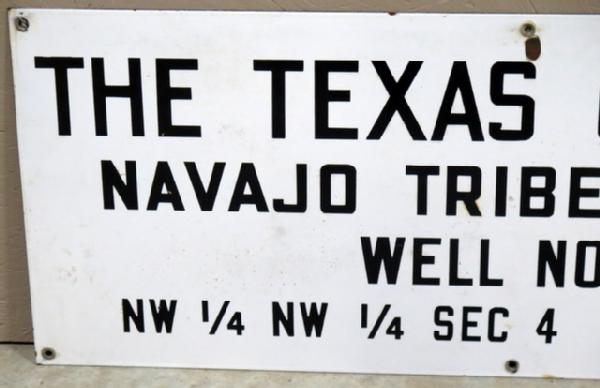 THE TEXAS
NAVAJO TRIBE
WELL NO
NW 1/4 NW 1/4 SEC 4